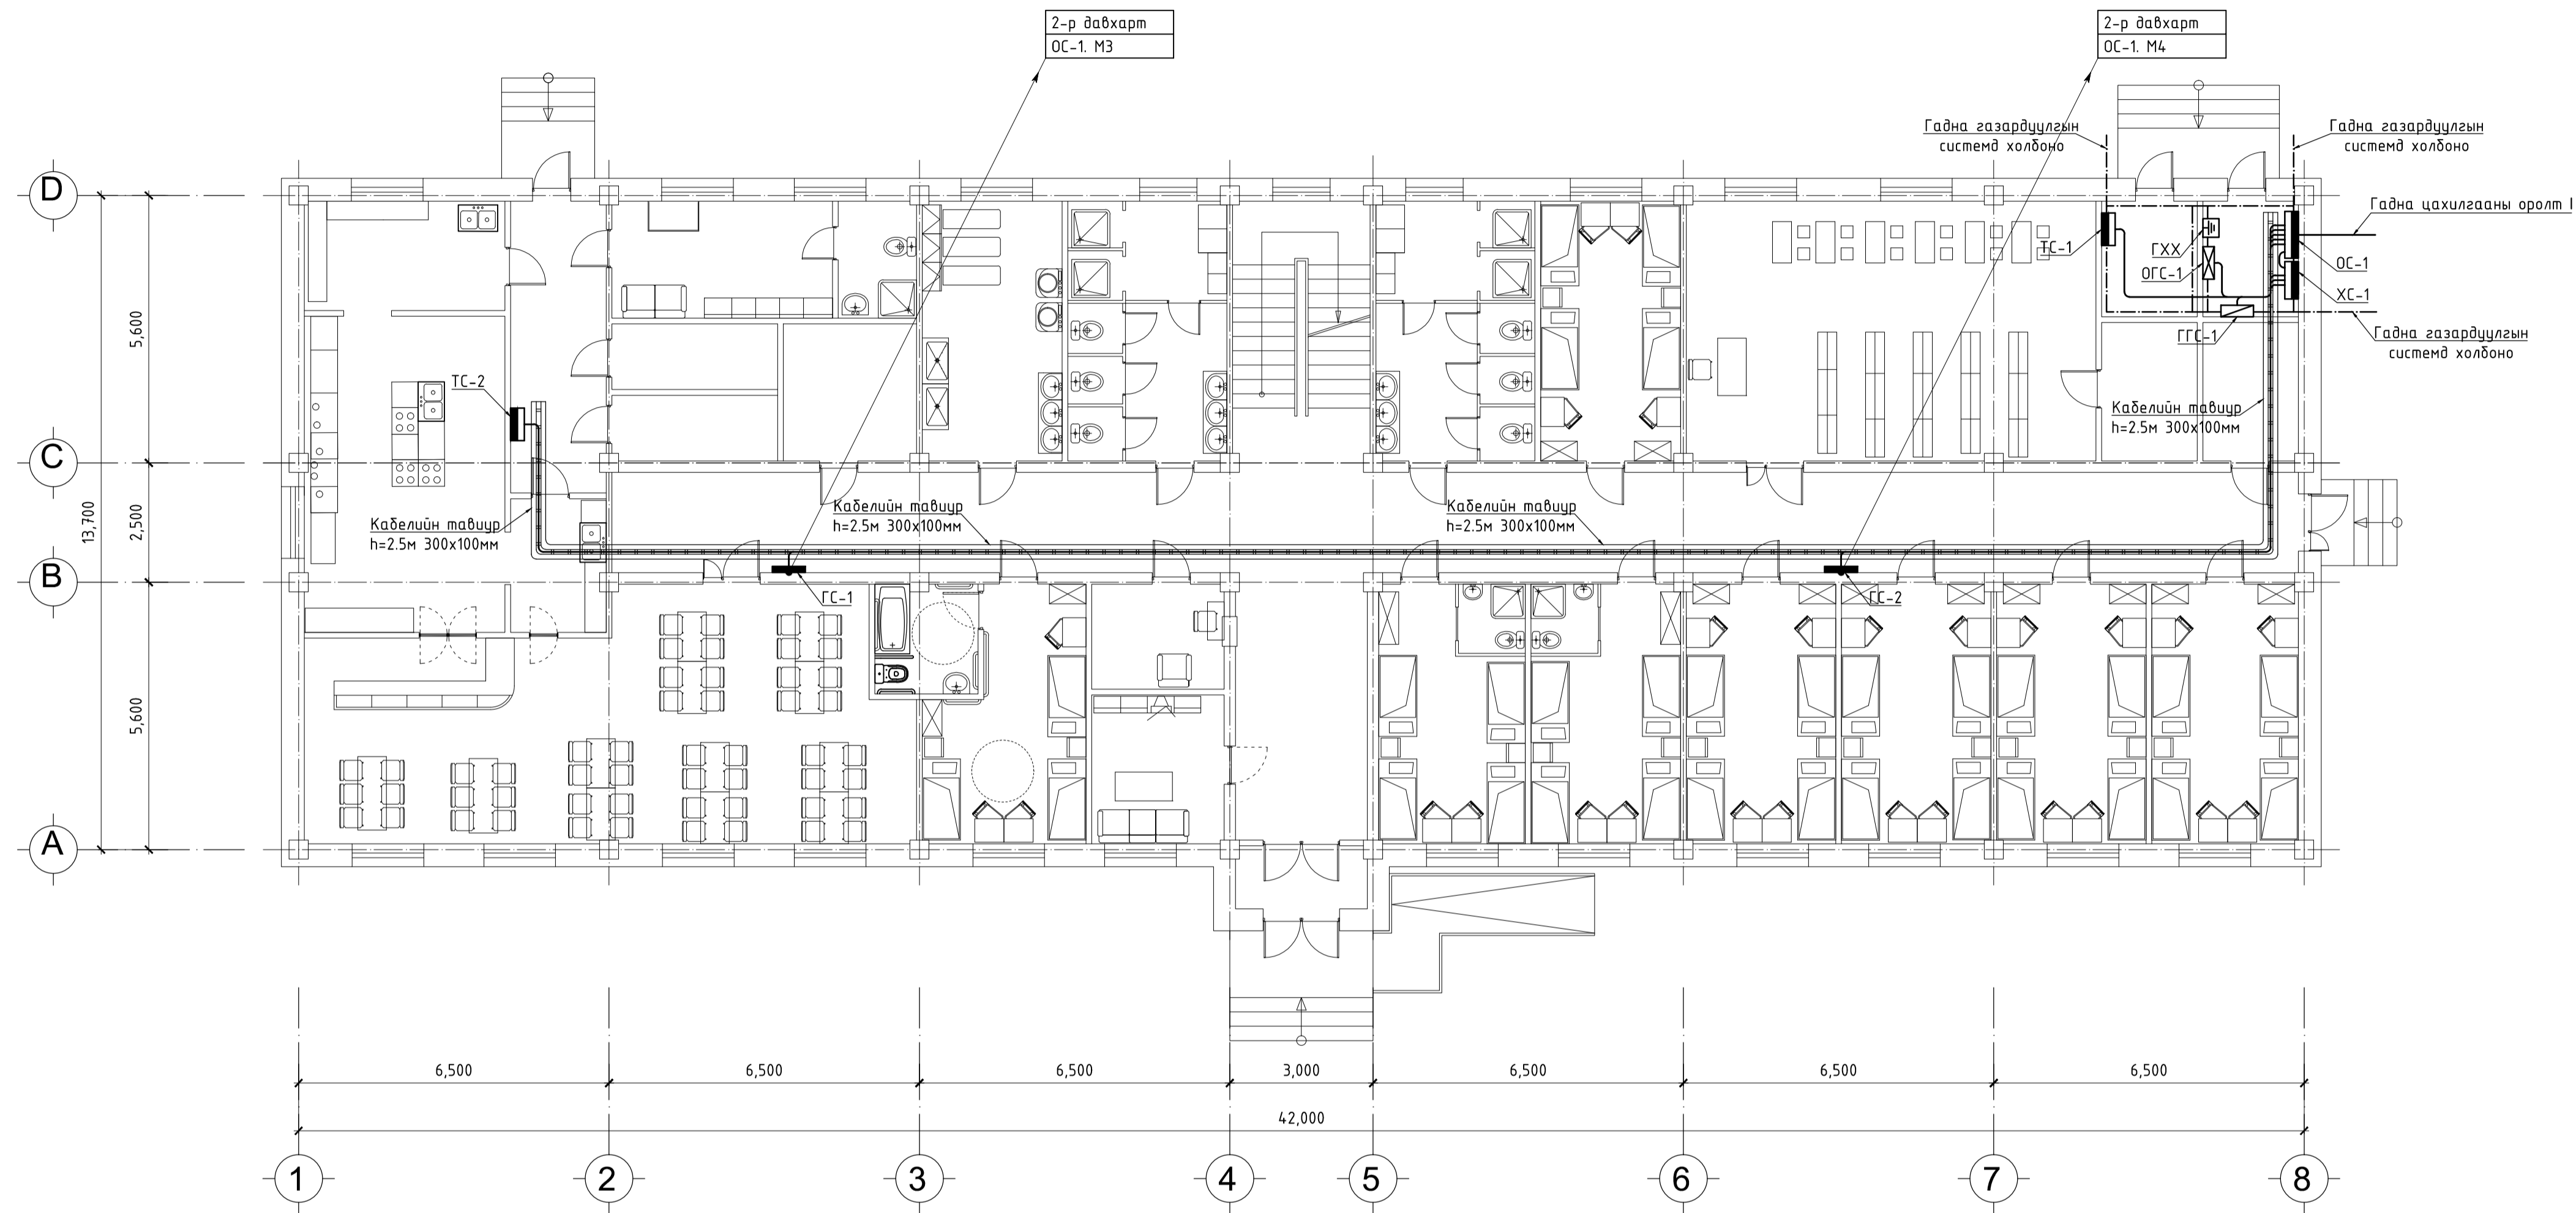 2-р давхарт
ОС-1. М3
2-р давхарт
ОС-1. М4
Гадна газардуулгын
системд холбоно
Гадна газардуулгын
системд холбоно
D
Гадна цахилгааны оролт I
ТС-1
ГХХ
ОГС-1
ОС-1
ХС-1
ГГС-1
Гадна газардуулгын
системд холбоно
5,600
ТС-2
Кабелийн тавиур
h=2.5м 300x100мм
C
13,700
2,500
Кабелийн тавиур
h=2.5м 300x100мм
Кабелийн тавиур
h=2.5м 300x100мм
Кабелийн тавиур
h=2.5м 300x100мм
B
ГС-1
ГС-2
5,600
A
6,500
6,500
6,500
3,000
6,500
6,500
6,500
42,000
1
2
3
4
5
6
7
8